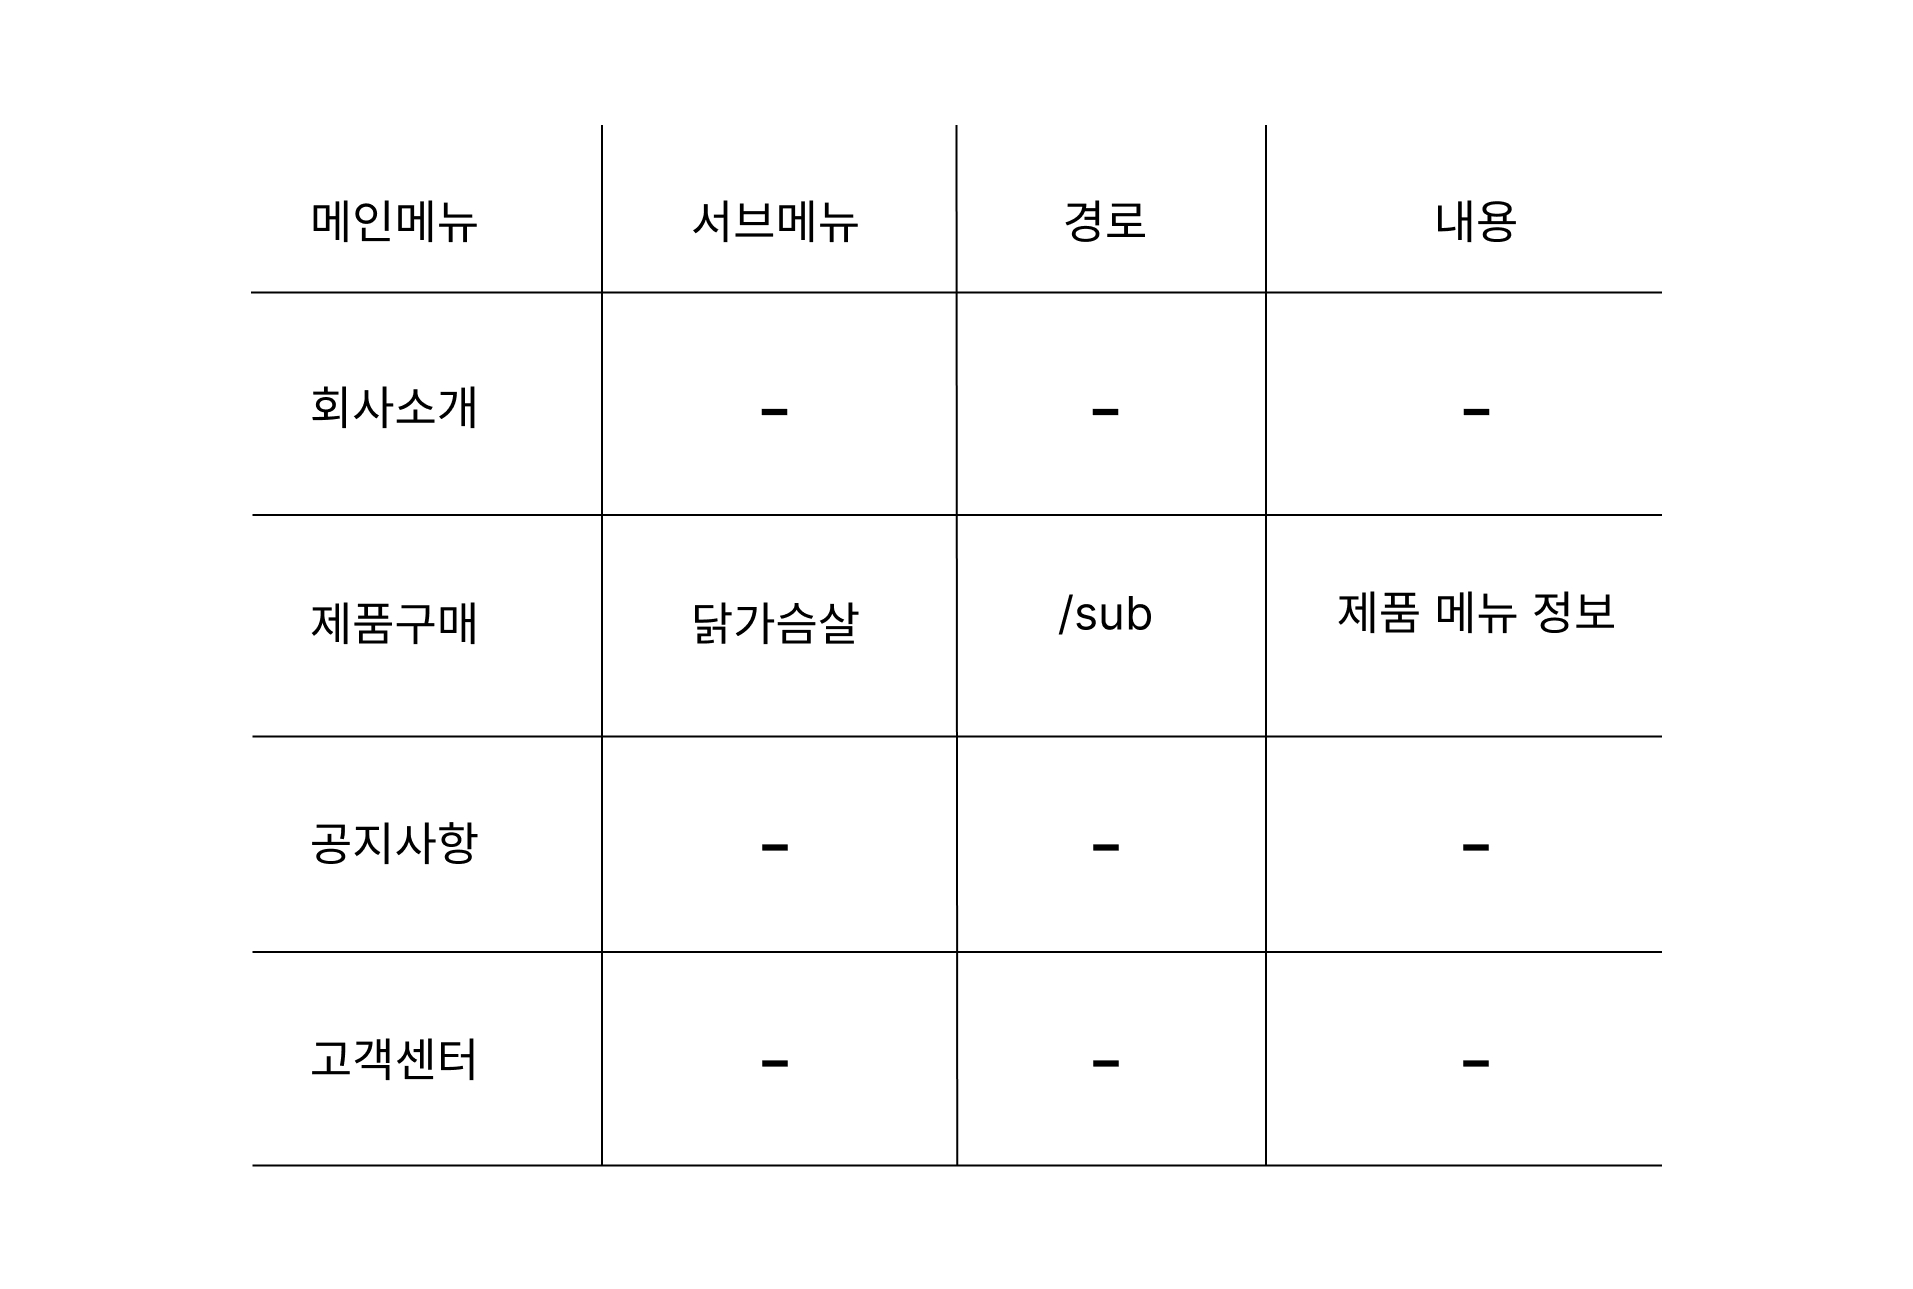 메인메뉴 서브메뉴 경로 내용
회사소개 - - -
제품구매 닭가슴살 /sub 제품 메뉴 정보
공지사항 - - -
고객센터 - - -